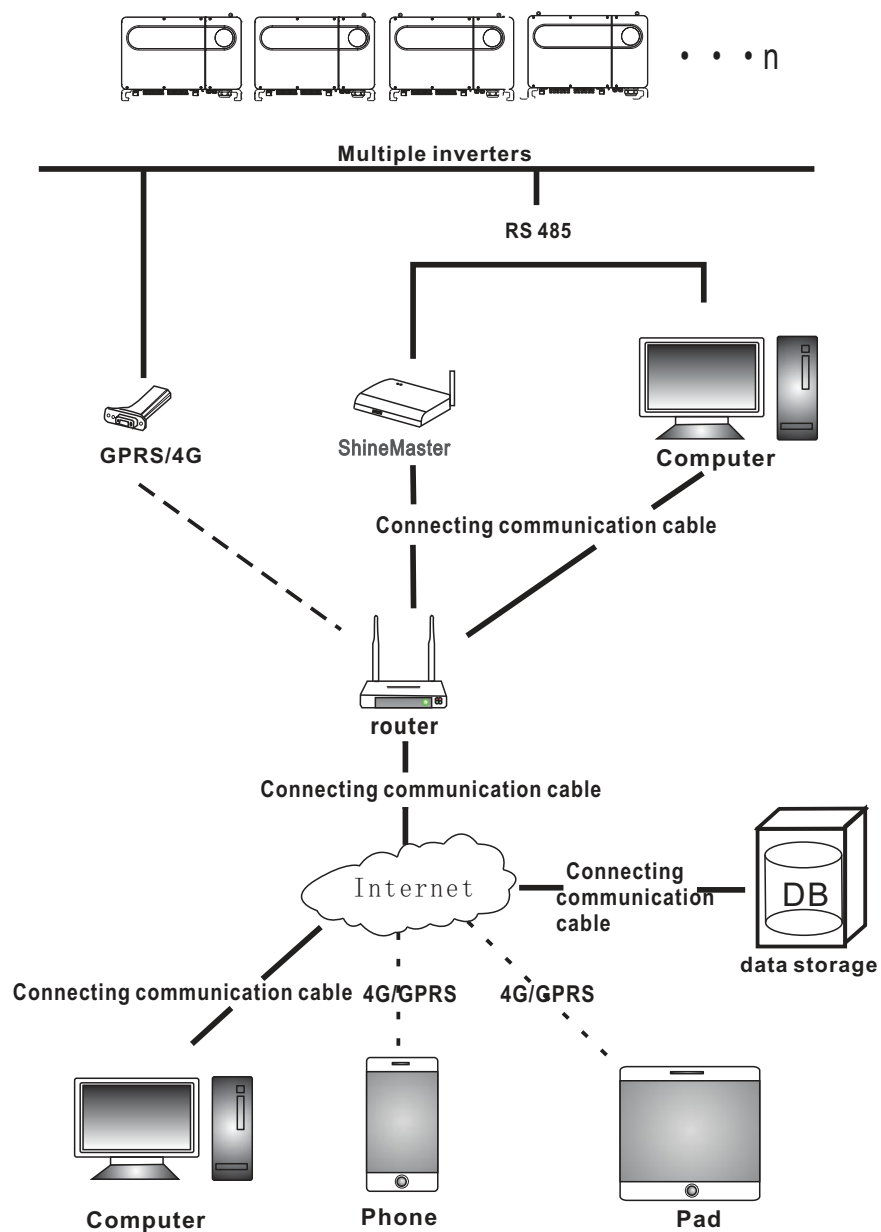 · · · n
Multiple inverters
RS 485
GPRS/4G
ShineMaster
Computer
Connecting communication cable
router
Connecting communication cable
Internet
Connecting
communication
cable
DB
data storage
Connecting communication cable
4G/GPRS
4G/GPRS
Computer
Phone
Pad